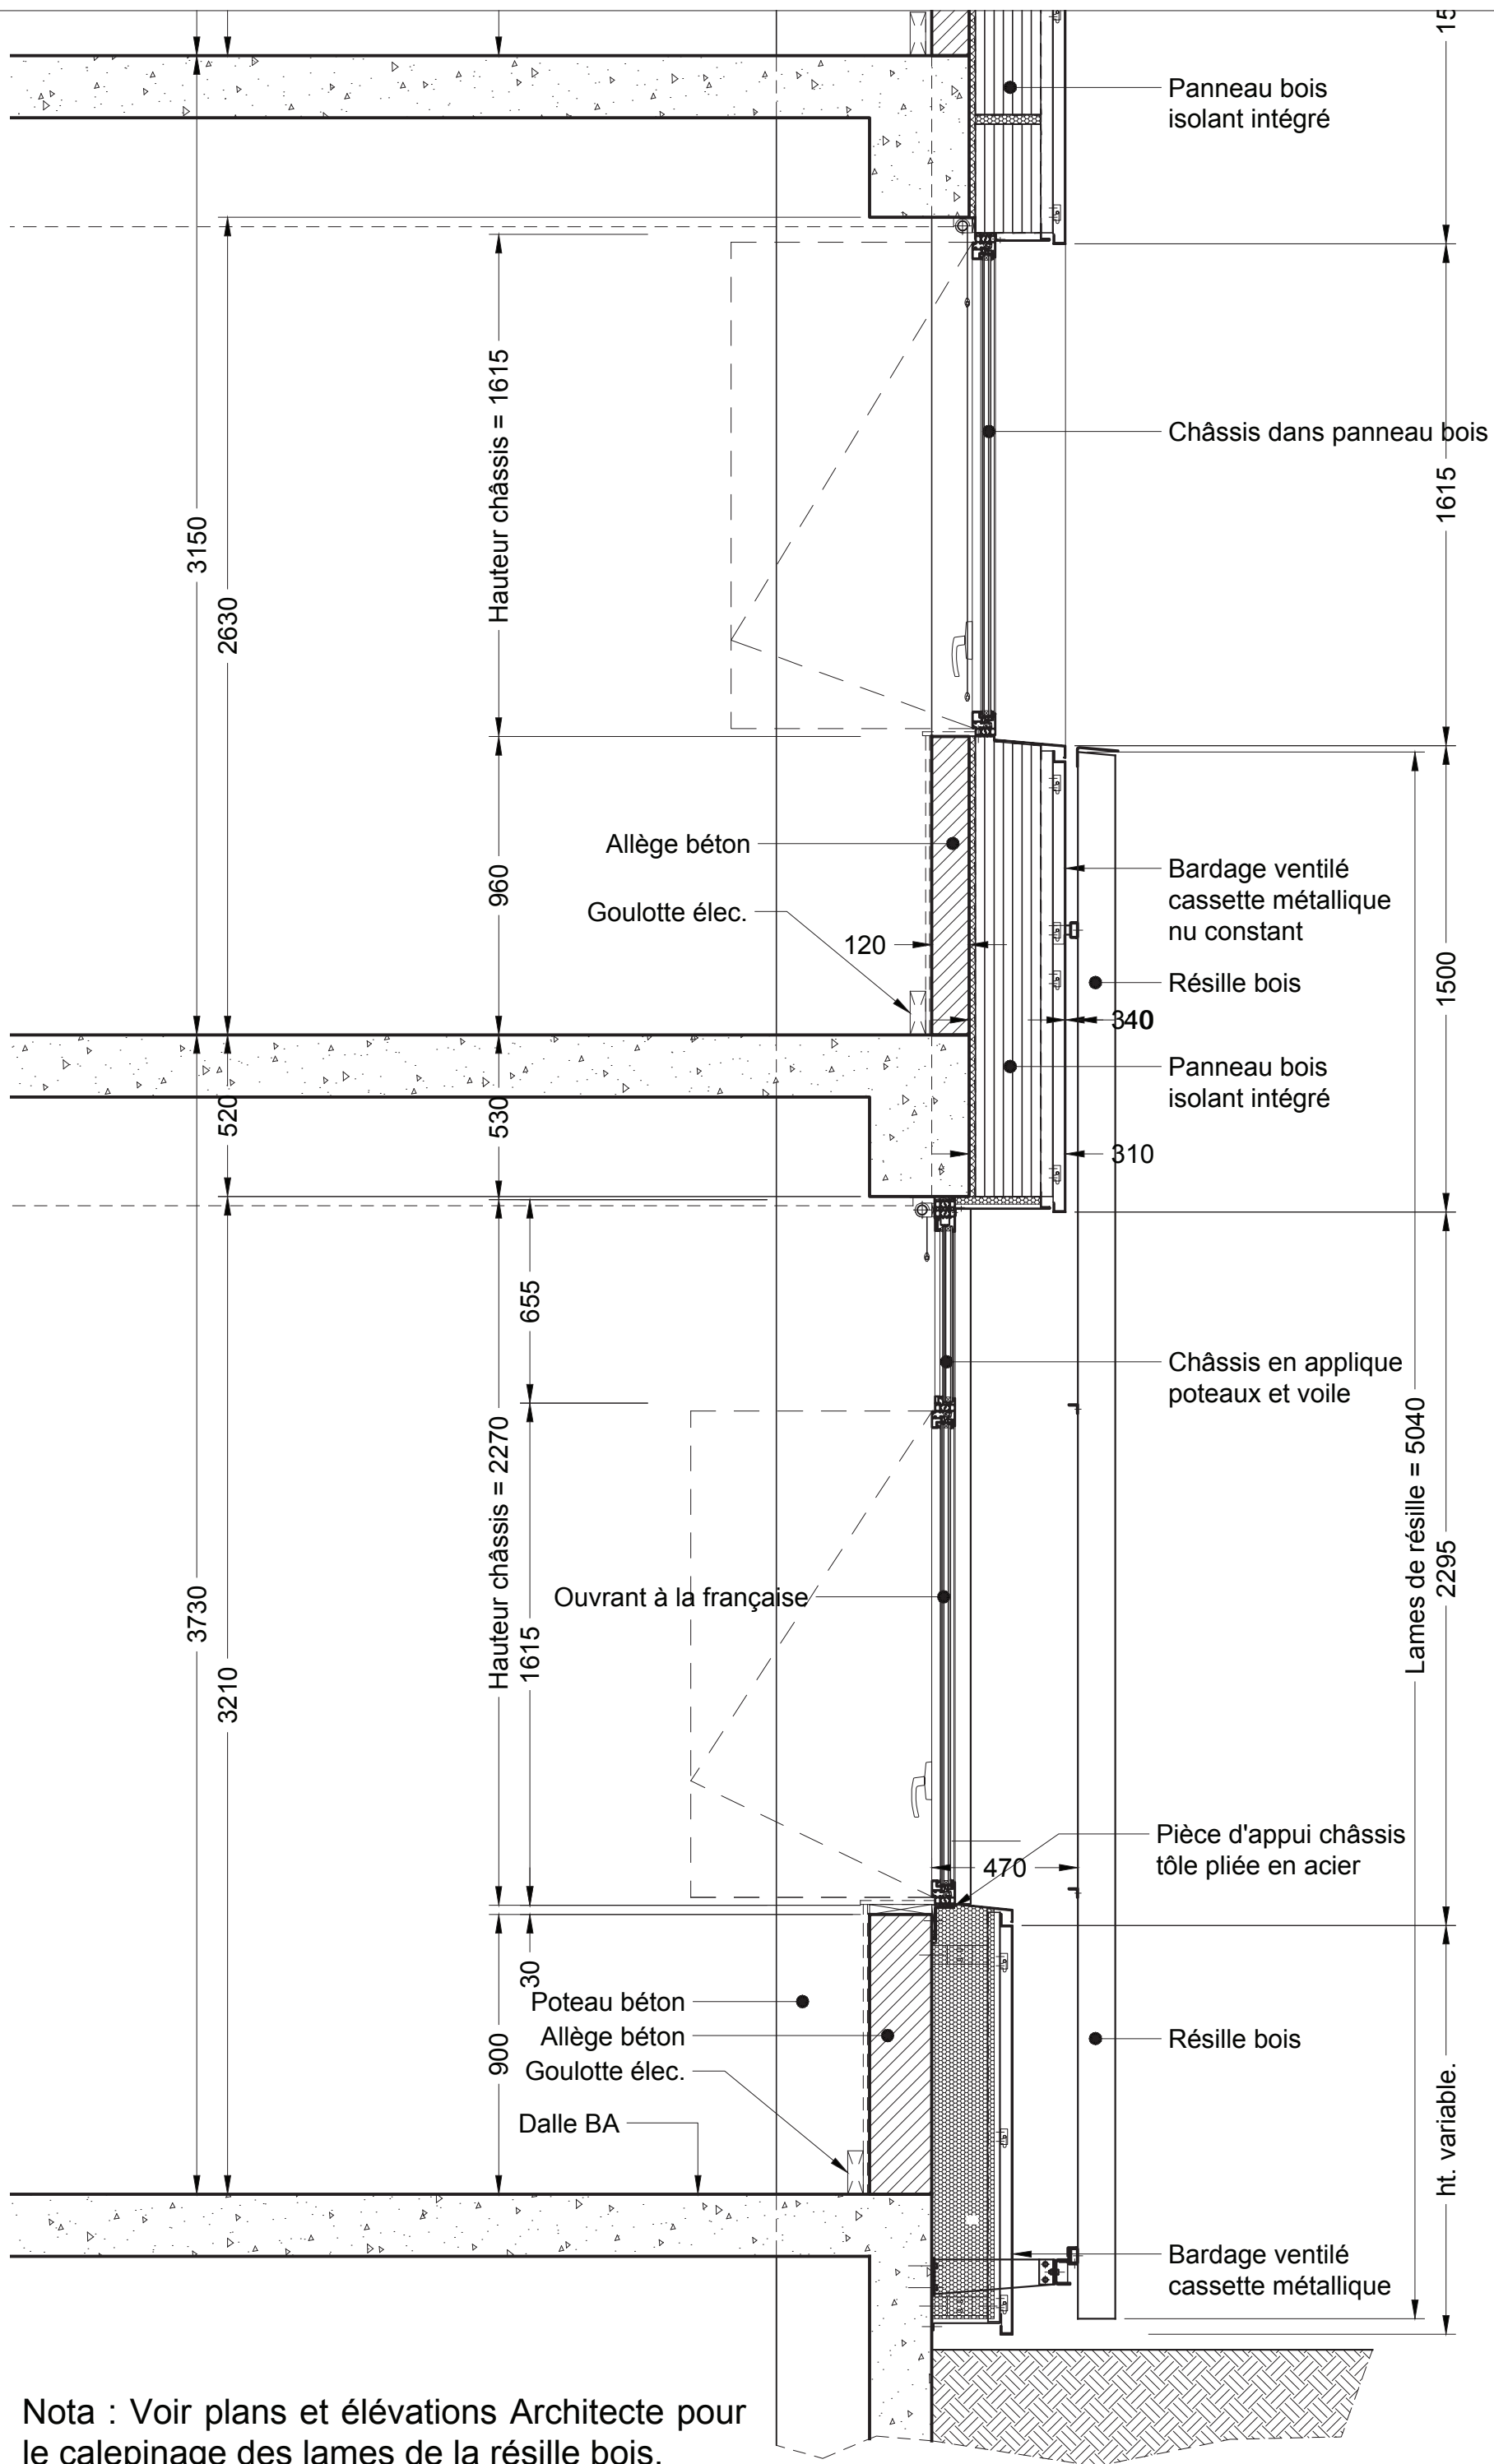 15
Panneau bois
isolant intégré
Hauteur châssis = 1615
Châssis dans panneau bois
1615
3150
2630
Allège béton
960
Goulotte élec.
120
Bardage ventilé
cassette métallique
nu constant
Résille bois
1500
340
Panneau bois
isolant intégré
520
530
310
655
Châssis en applique
poteaux et voile
Hauteur châssis = 2270
Lames de résille = 5040
2295
Ouvrant à la française
1615
3730
3210
Pièce d'appui châssis
tôle pliée en acier
470
30
Poteau béton
Allège béton
900
Goulotte élec.
Résille bois
Dalle BA
ht. variable.
Bardage ventilé
cassette métallique
Nota : Voir plans et élévations Architecte pour
le calepinage des lames de la résille bois.